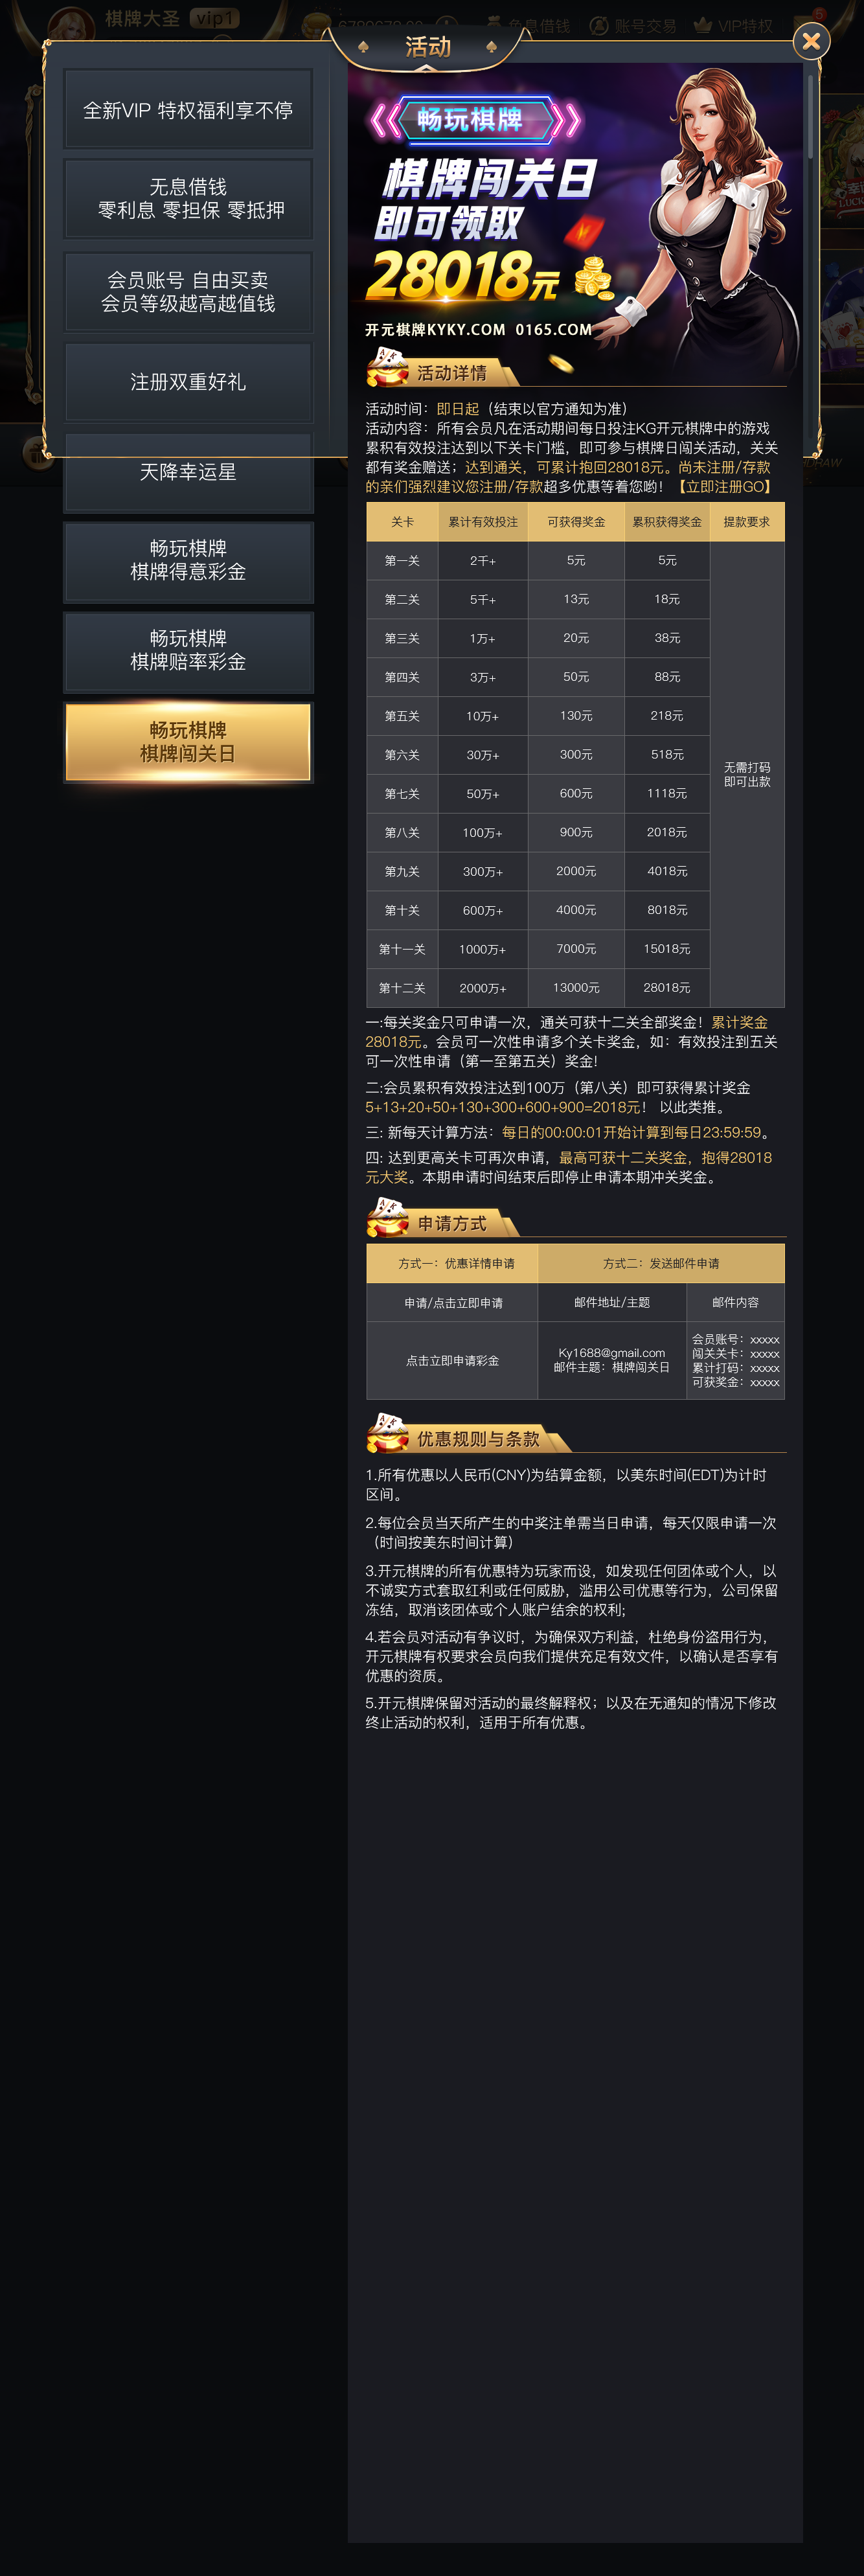 棋牌大圣 vip1
免息借钱
账号交易
VIP特权
5
活动
全新VIP 特权福利享不停
无息借钱
零利息 零担保 零抵押
会员账号 自由买卖
会员等级越高越值钱
注册双重好礼
天降幸运星
畅玩棋牌
棋牌得意彩金
畅玩棋牌
棋牌赔率彩金
畅玩棋牌
棋牌闯关日
畅玩棋牌
棋牌闯关日
即可领取
28018元
开元棋牌KYKY.COM 0165.COM
活动详情
活动时间：即日起（结束以官方通知为准）
活动内容：所有会员凡在活动期间每日投注KG开元棋牌中的游戏
累积有效投注达到以下关卡门槛，即可参与棋牌日闯关活动，关关
都有奖金赠送；达到通关，可累计抱回28018元。尚未注册/存款
的亲们强烈建议您注册/存款超多优惠等着您哟！【立即注册GO】
关卡 累计有效投注 可获得奖金 累积获得奖金 提款要求
第一关 2千+ 5元 5元
第二关 5千+ 13元 18元
第三关 1万+ 20元 38元
第四关 3万+ 50元 88元
第五关 10万+ 130元 218元
第六关 30万+ 300元 518元
无需打码
即可出款
第七关 50万+ 600元 1118元
第八关 100万+ 900元 2018元
第九关 300万+ 2000元 4018元
第十关 600万+ 4000元 8018元
第十一关 1000万+ 7000元 15018元
第十二关 2000万+ 13000元 28018元
一:每关奖金只可申请一次，通关可获十二关全部奖金！累计奖金
28018元。会员可一次性申请多个关卡奖金，如：有效投注到五关
可一次性申请（第一至第五关）奖金!
二:会员累积有效投注达到100万（第八关）即可获得累计奖金
5+13+20+50+130+300+600+900=2018元！ 以此类推。
三: 新每天计算方法：每日的00:00:01开始计算到每日23:59:59。
四: 达到更高关卡可再次申请，最高可获十二关奖金，抱得28018
元大奖。本期申请时间结束后即停止申请本期冲关奖金。
申请方式
方式一：优惠详情申请 方式二：发送邮件申请
申请/点击立即申请 邮件地址/主题 邮件内容
点击立即申请彩金
Ky1688@gmail.com
邮件主题：棋牌闯关日
会员账号：xxxxx
闯关关卡：xxxxx
累计打码：xxxxx
可获奖金：xxxxx
优惠规则与条款
1.所有优惠以人民币(CNY)为结算金额，以美东时间(EDT)为计时
区间。
2.每位会员当天所产生的中奖注单需当日申请，每天仅限申请一次
（时间按美东时间计算）
3.开元棋牌的所有优惠特为玩家而设，如发现任何团体或个人，以
不诚实方式套取红利或任何威胁，滥用公司优惠等行为，公司保留
冻结，取消该团体或个人账户结余的权利;
4.若会员对活动有争议时，为确保双方利益，杜绝身份盗用行为，
开元棋牌有权要求会员向我们提供充足有效文件，以确认是否享有
优惠的资质。
5.开元棋牌保留对活动的最终解释权；以及在无通知的情况下修改
终止活动的权利，适用于所有优惠。